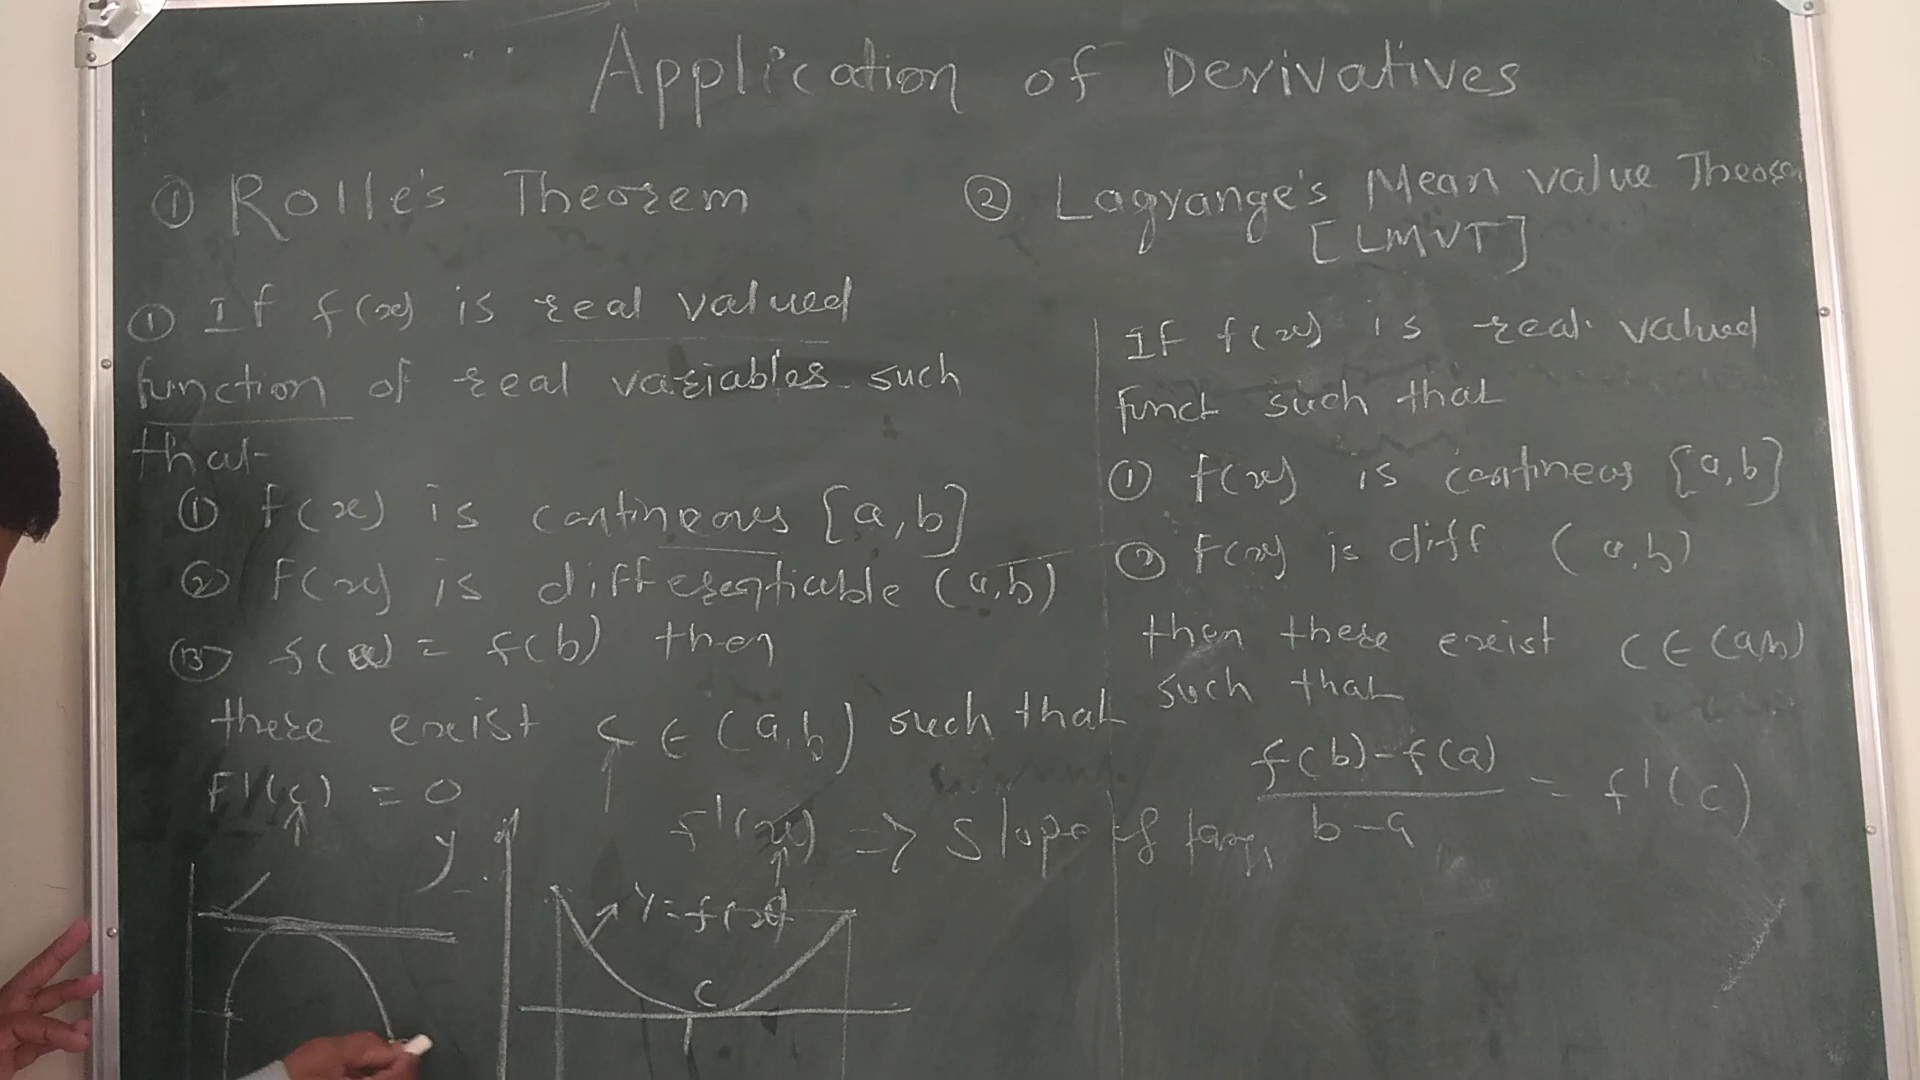 Application of Derivatives
① Rolle's Theorem
① If f(x) is real valued
function of real variables such
that
① f(x) is contineous [a,b]
② f(x) is differentiable (a,b)
③ f(a) = f(b) then
there exist c ∈ (a,b) such that
F'(c) = 0
f'(x) => Slope of tang,
y
y=f(x)
c
② Lagrange's Mean value Theorem
[LMVT]
If f(x) is real valued
funct such that
① f(x) is contineus [a,b]
② f(x) is diff (a,b)
then there exist c ∈ (a,b)
such that
f(b)-f(a)
b-a
= f'(c)